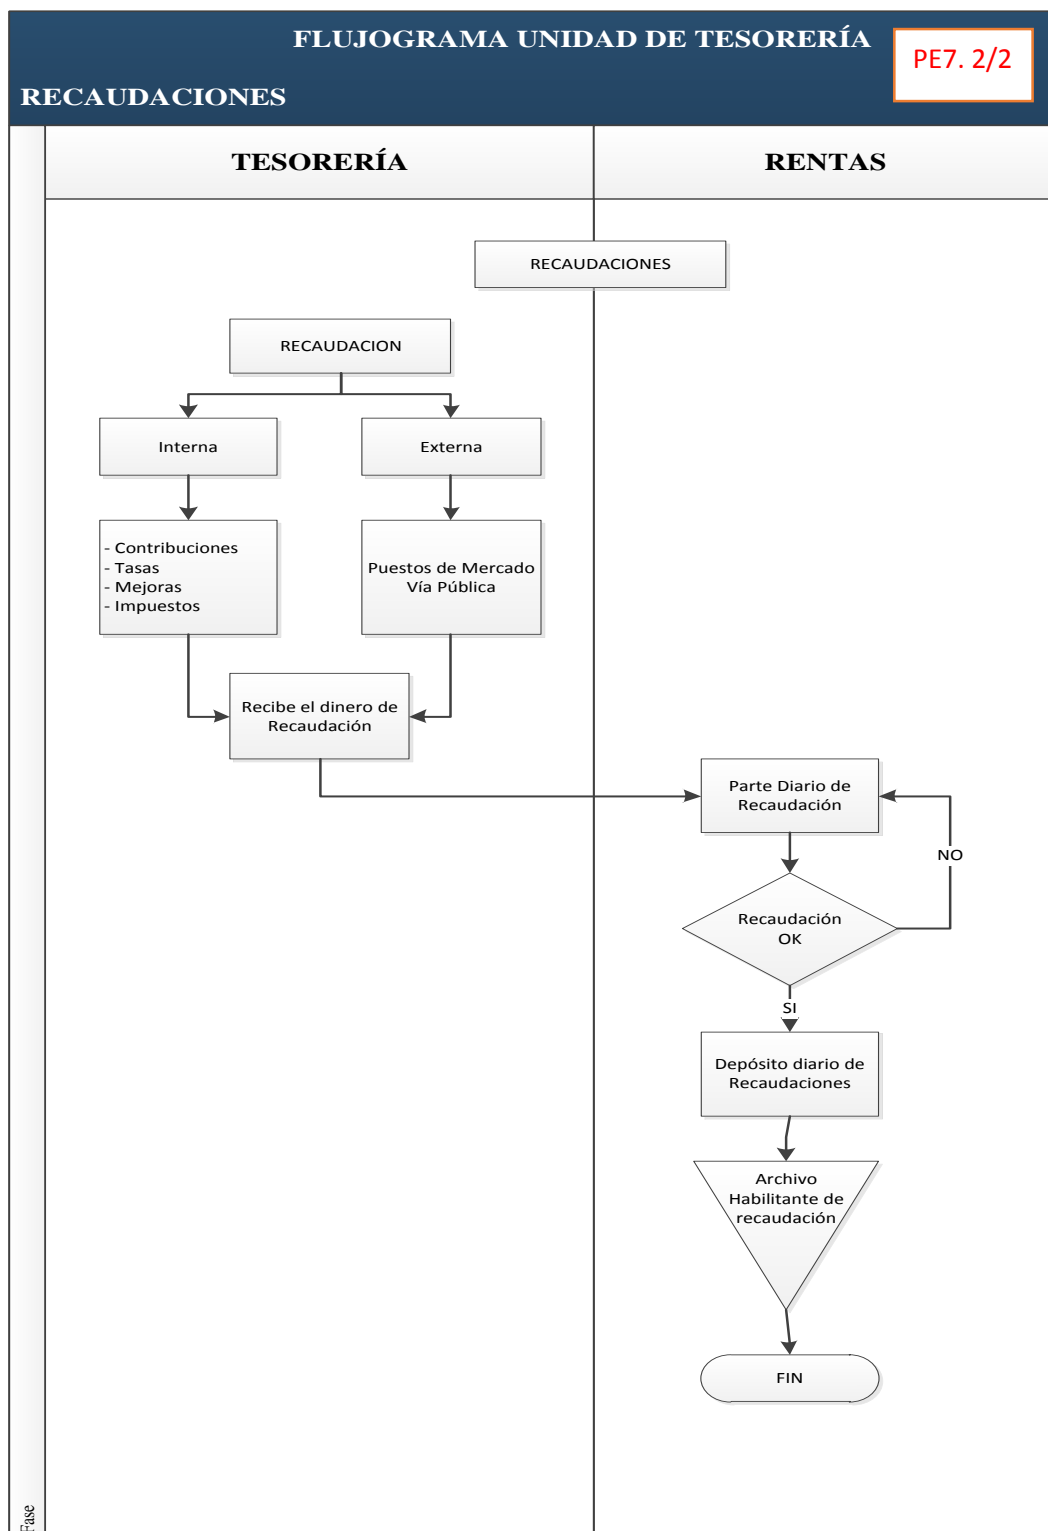 FLUJOGRAMA UNIDAD DE TESORERÍA
PE7. 2/2
RECAUDACIONES
TESORERÍA
RENTAS
RECAUDACIONES
RECAUDACION
Interna
Externa
- Contribuciones
- Tasas
- Mejoras
- Impuestos
Puestos de Mercado
Vía Pública
Recibe el dinero de
Recaudación
Parte Diario de
Recaudación
NO
Recaudación
OK
SI
Depósito diario de
Recaudaciones
Archivo
Habilitante de
recaudación
FIN
Fase